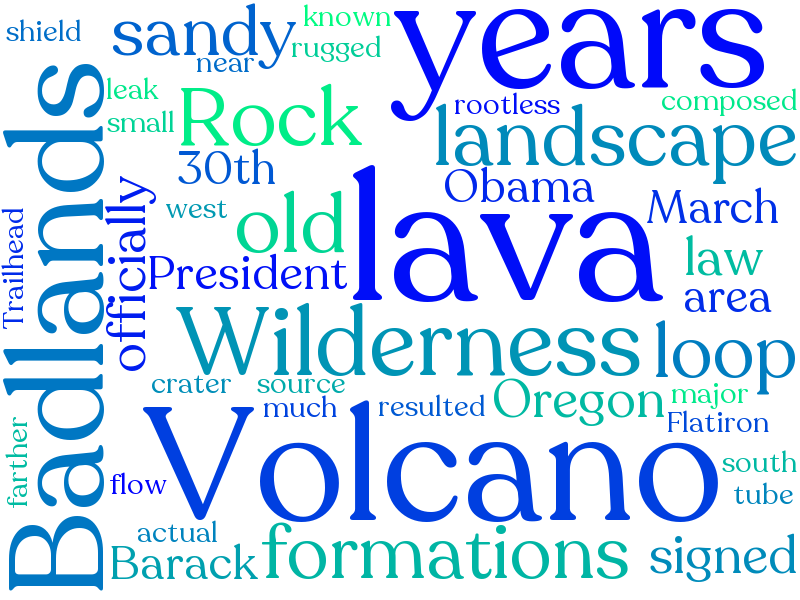 shield
sandy
known
years
near
rugged
leak
small
Rock
rootless
composed
landscape
30th
Obama
west
old
lava
March
Trailhead
officially
President
law
area
Badlands
Wilderness
loop
crater
source
much
resulted
Oregon
major
Flatiron
farther
flow
Volcano
south
tube
actual
Barack
formations
signed